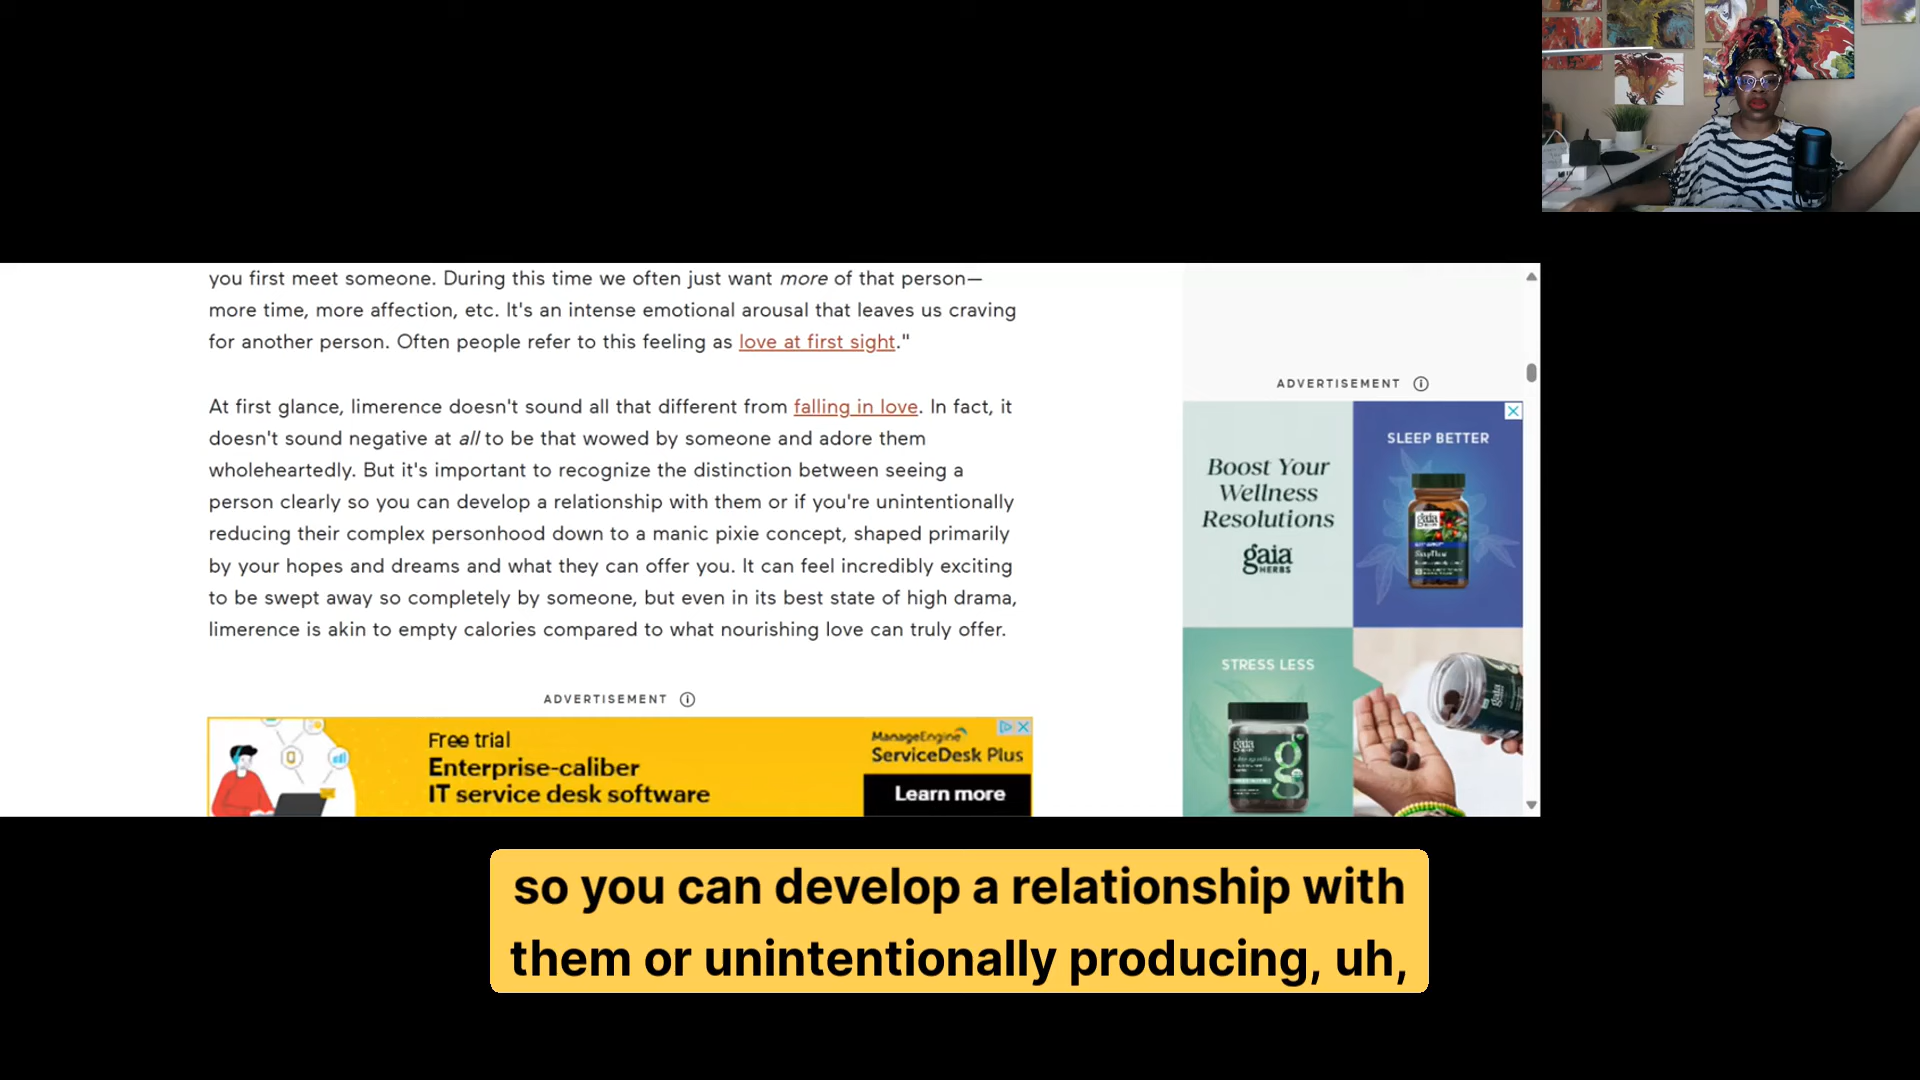 you first meet someone. During this time we often just want more of that person—
more time, more affection, etc. It's an intense emotional arousal that leaves us craving
for another person. Often people refer to this feeling as love at first sight."
At first glance, limerence doesn't sound all that different from falling in love. In fact, it
doesn't sound negative at all to be that wowed by someone and adore them
wholeheartedly. But it's important to recognize the distinction between seeing a
person clearly so you can develop a relationship with them or if you're unintentionally
reducing their complex personhood down to a manic pixie concept, shaped primarily
by your hopes and dreams and what they can offer you. It can feel incredibly exciting
to be swept away so completely by someone, but even in its best state of high drama,
limerence is akin to empty calories compared to what nourishing love can truly offer.
ADVERTISEMENT
Free trial
Enterprise-caliber
IT service desk software
ManageEngine
ServiceDesk Plus
Learn more
ADVERTISEMENT
Boost Your
Wellness
Resolutions
gaia
HERBS
SLEEP BETTER
gaia
STRESS LESS
gaia
g
gaia
so you can develop a relationship with
them or unintentionally producing, uh,